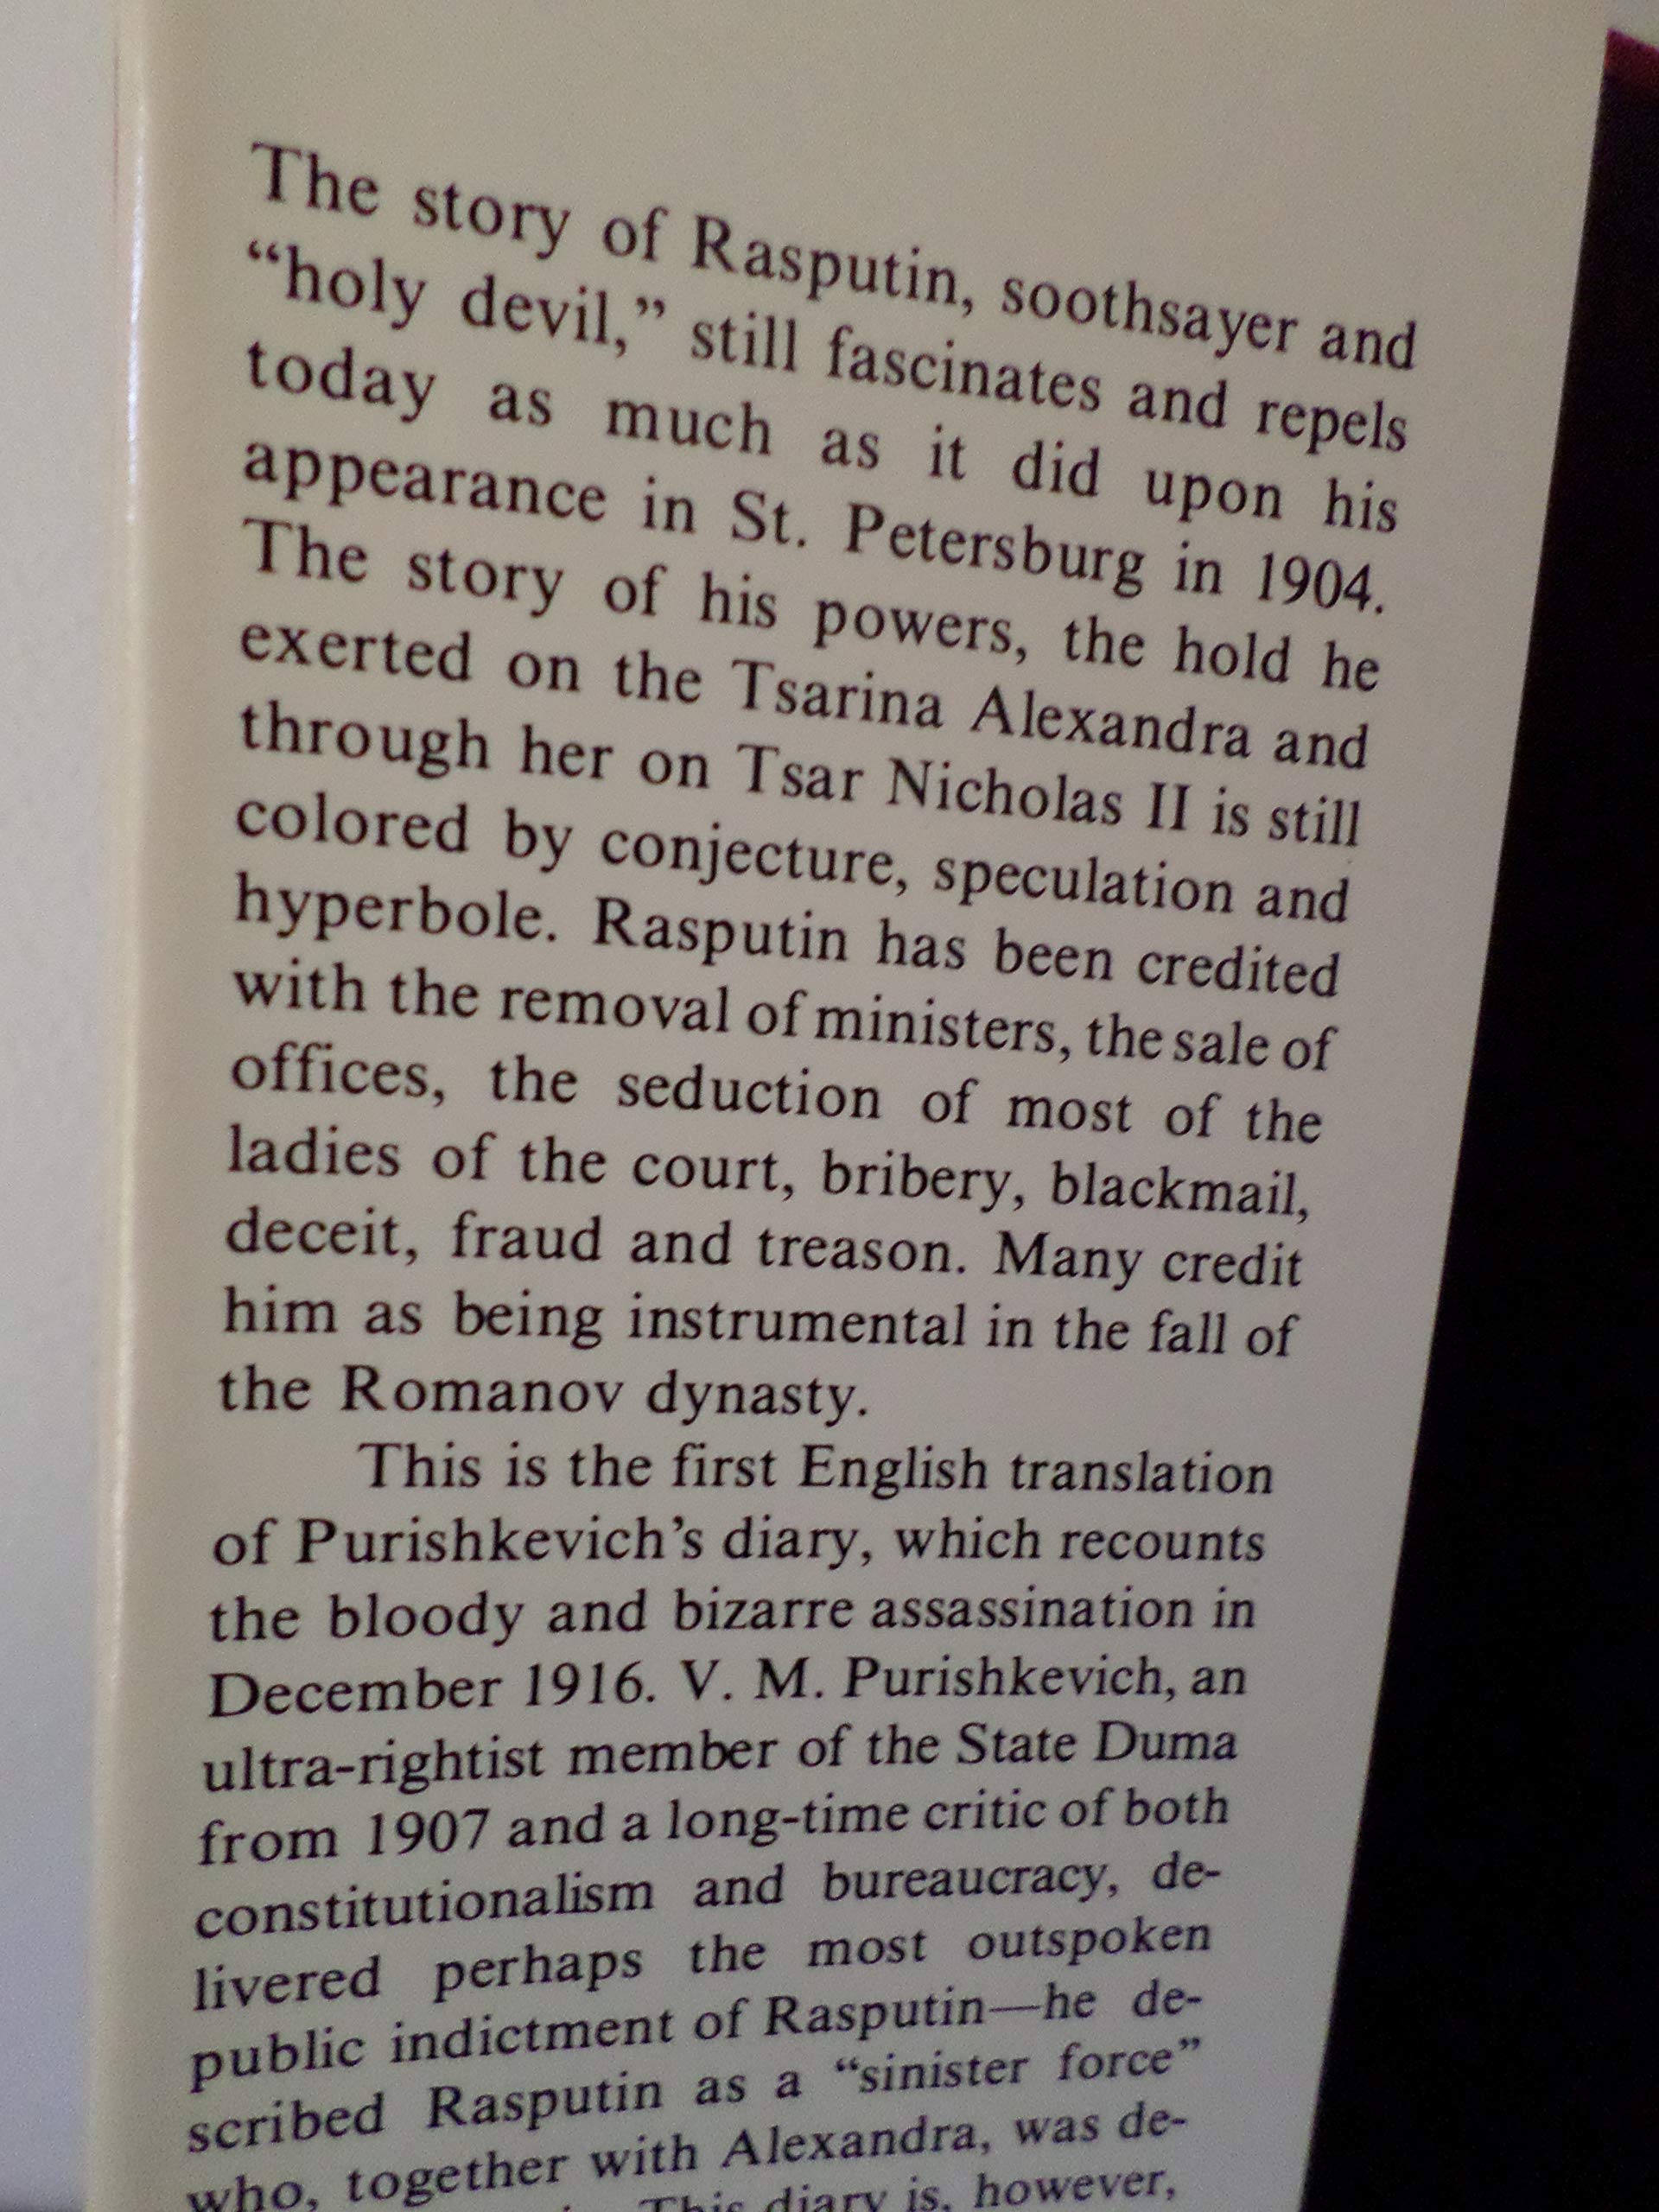 The story of Rasputin, soothsayer and
“holy devil,” still fascinates and repels
today as much as it did upon his
appearance in St. Petersburg in 1904.
The story of his powers, the hold he
exerted on the Tsarina Alexandra and
through her on Tsar Nicholas II is still
colored by conjecture, speculation and
hyperbole. Rasputin has been credited
with the removal of ministers, the sale of
offices, the seduction of most of the
ladies of the court, bribery, blackmail,
deceit, fraud and treason. Many credit
him as being instrumental in the fall of
the Romanov dynasty.
This is the first English translation
of Purishkevich’s diary, which recounts
the bloody and bizarre assassination in
December 1916. V. M. Purishkevich, an
ultra-rightist member of the State Duma
from 1907 and a long-time critic of both
constitutionalism and bureaucracy, de-
livered perhaps the most outspoken
public indictment of Rasputin—he de-
scribed Rasputin as a “sinister force”
who, together with Alexandra, was de-
This diary is, however,